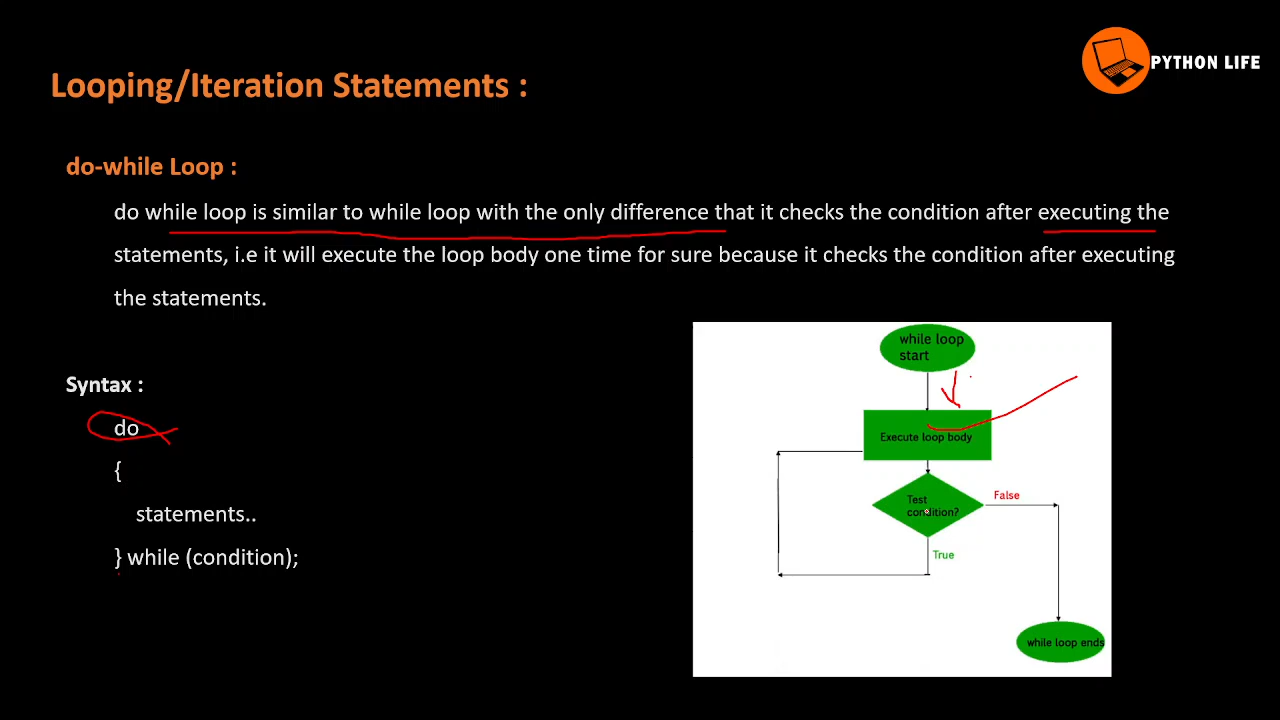 PYTHON LIFE
Looping/Iteration Statements :
do-while Loop :
do while loop is similar to while loop with the only difference that it checks the condition after executing the
statements, i.e it will execute the loop body one time for sure because it checks the condition after executing
the statements.
Syntax :
do
{
statements..
} while (condition);
while loop
start
Execute loop body
Test
condition?
False
True
while loop ends